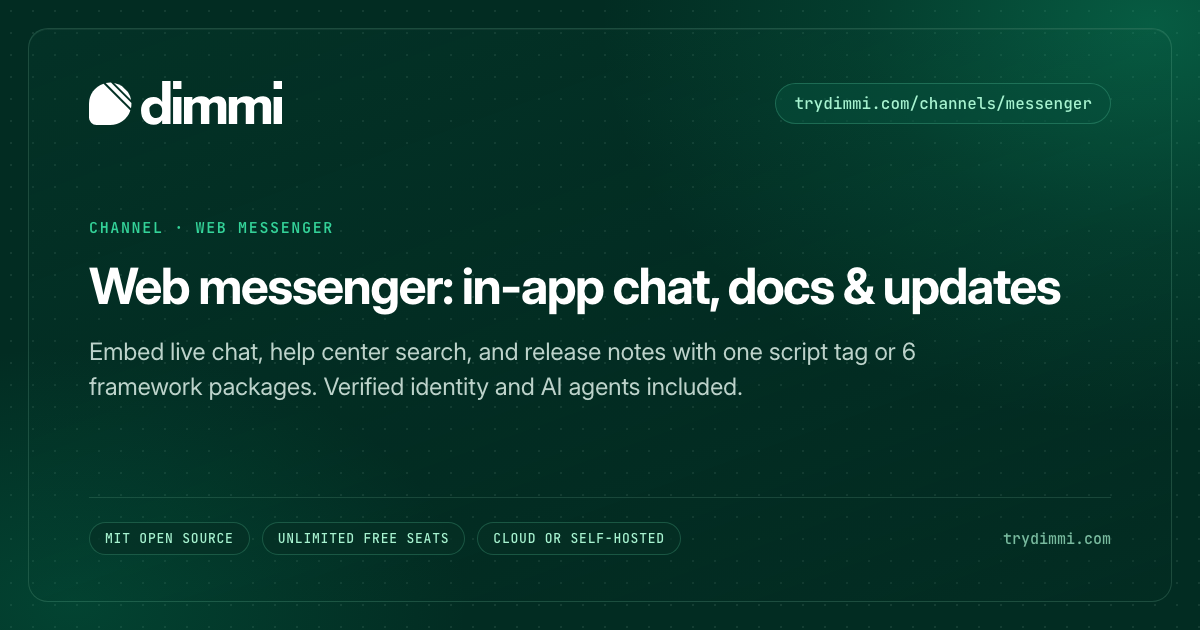 dimmi
trydimmi.com/channels/messenger
CHANNEL · WEB MESSENGER
Web messenger: in-app chat, docs & updates
Embed live chat, help center search, and release notes with one script tag or 6
framework packages. Verified identity and AI agents included.
MIT OPEN SOURCE
UNLIMITED FREE SEATS
CLOUD OR SELF-HOSTED
trydimmi.com